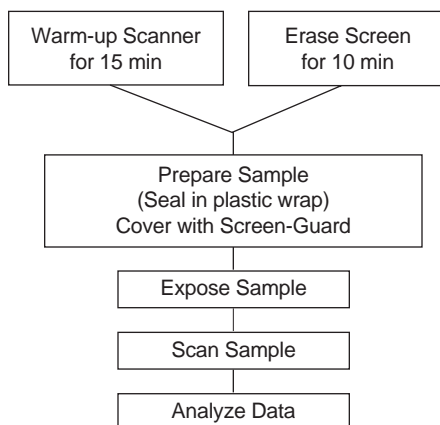 Warm-up Scanner
for 15 min
Erase Screen
for 10 min
Prepare Sample
(Seal in plastic wrap)
Cover with Screen-Guard
Expose Sample
Scan Sample
Analyze Data